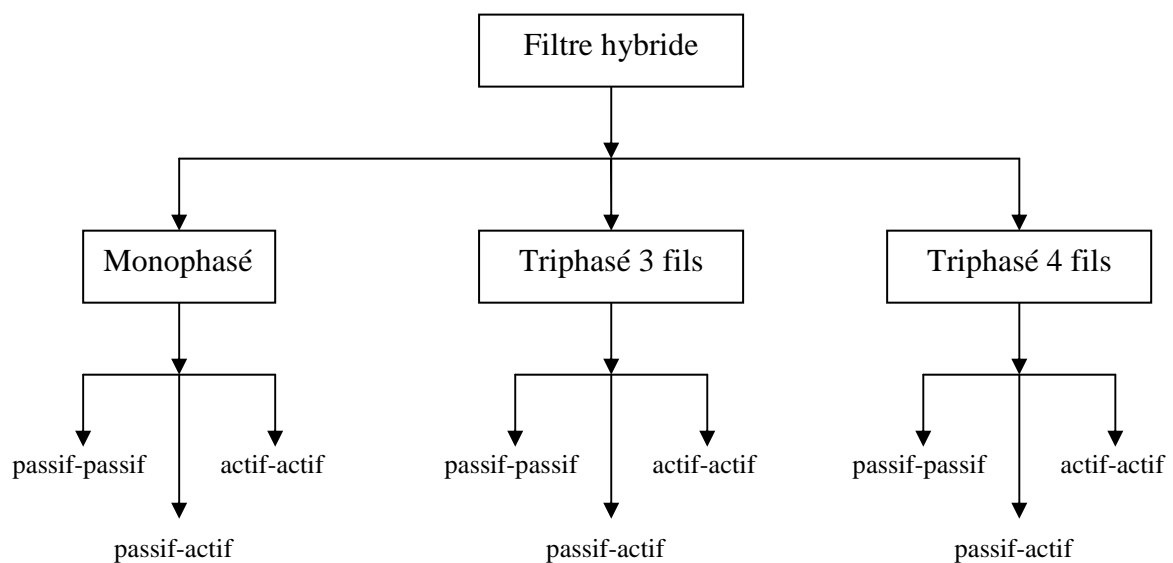 Filtre hybride
Monophasé
Triphasé 3 fils
Triphasé 4 fils
passif-passif
actif-actif
passif-passif
actif-actif
passif-passif
actif-actif
passif-actif
passif-actif
passif-actif